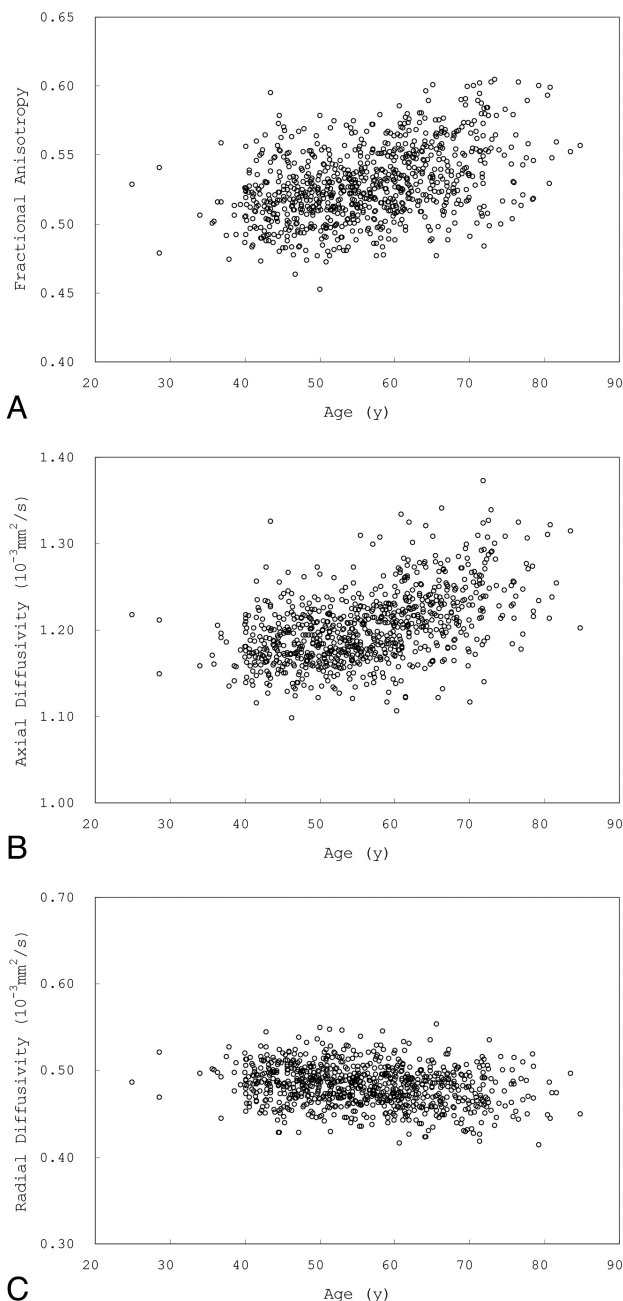 0.65
0.60
0.55
0.50
0.45
0.40
Fractional Anisotropy
20 30 40 50 60 70 80 90
Age (y)
A
1.40
1.30
1.20
1.10
1.00
Axial Diffusivity (10⁻³mm²/s)
20 30 40 50 60 70 80 90
Age (y)
B
0.70
0.60
0.50
0.40
0.30
Radial Diffusivity (10⁻³mm²/s)
20 30 40 50 60 70 80 90
Age (y)
C